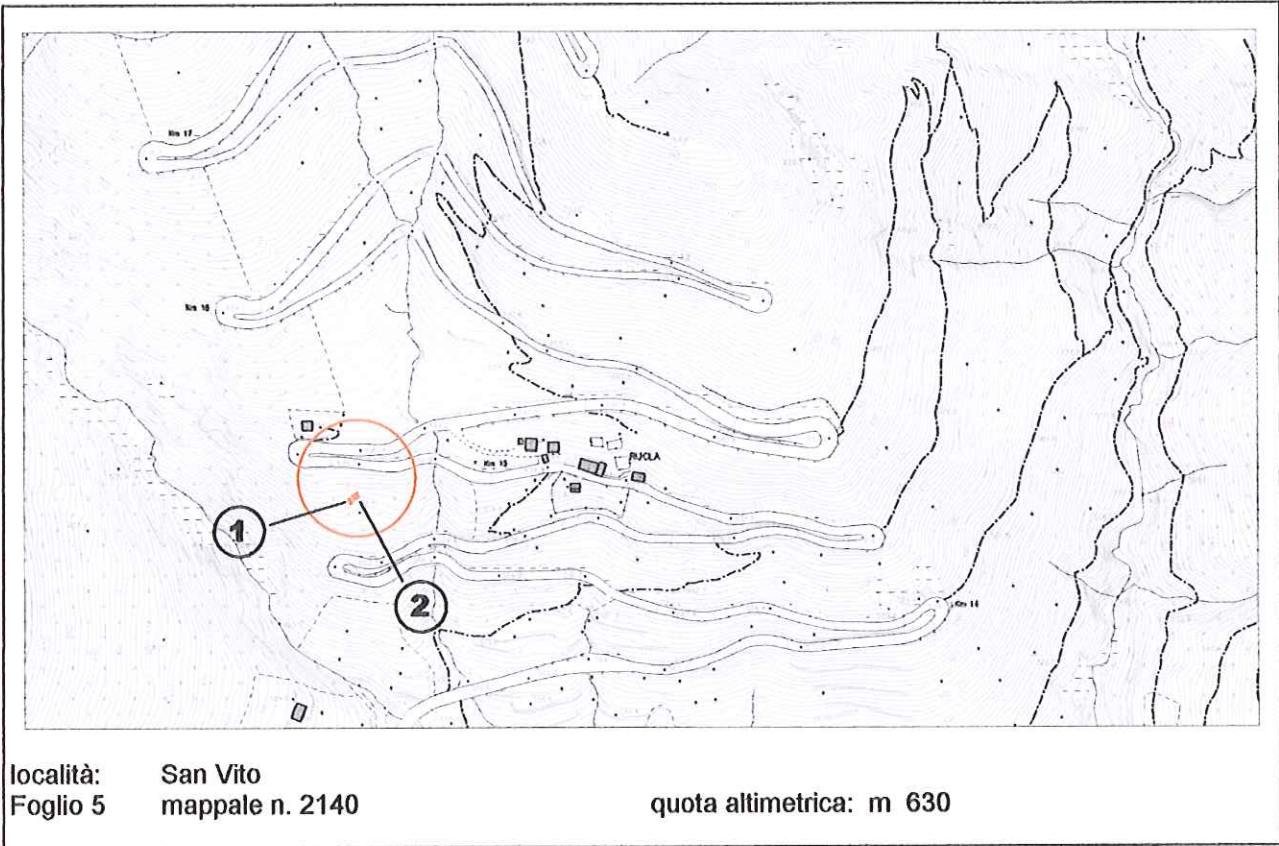 Km 17
Km 16
Km 15
RUCLA
1
2
Km 14
località: San Vito
Foglio 5 mappale n. 2140 quota altimetrica: m 630